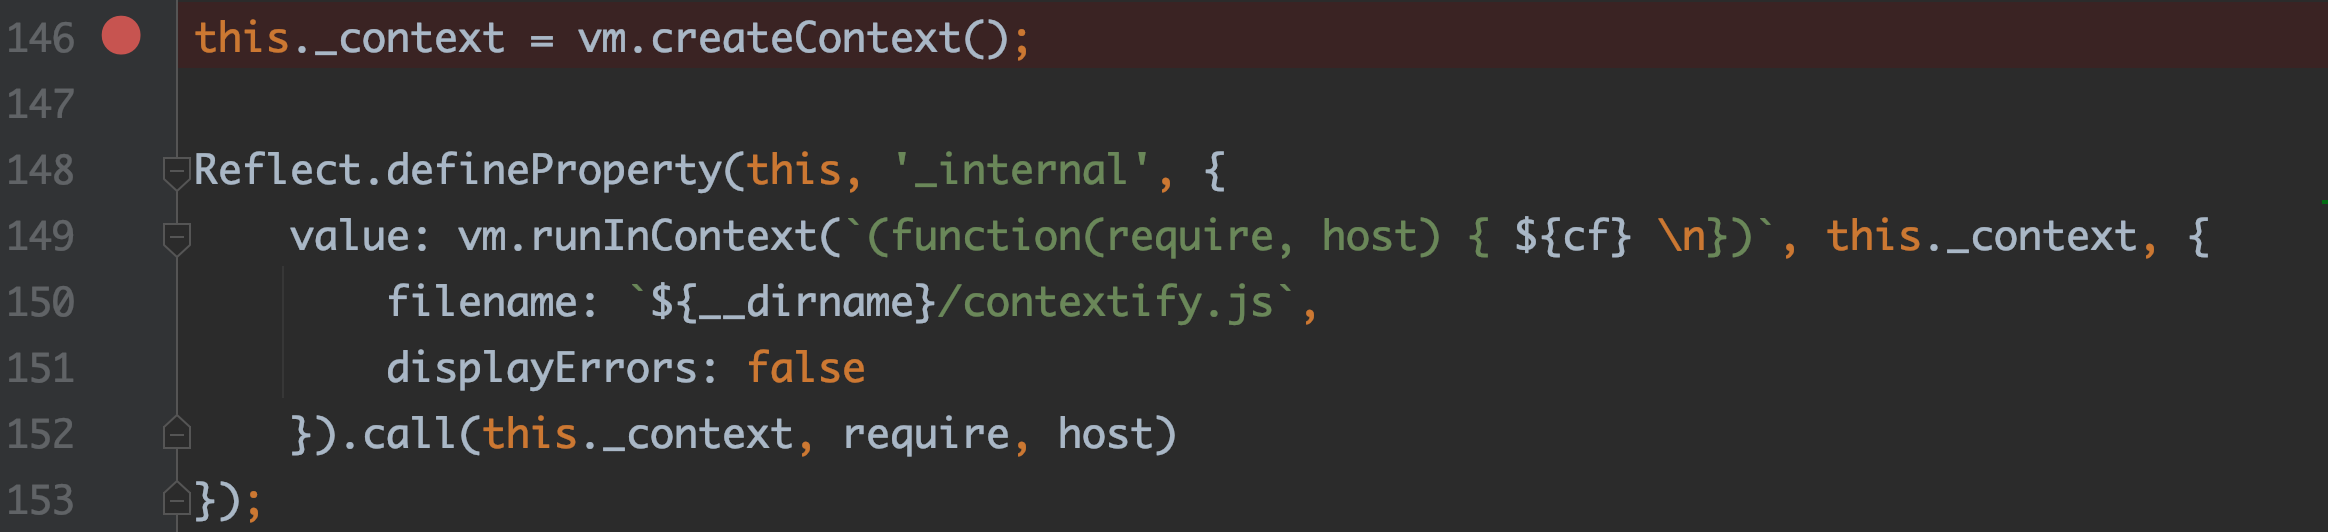 146 this._context = vm.createContext();
147
148 Reflect.defineProperty(this, '_internal', {
149 value: vm.runInContext(`(function(require, host) { ${cf} \n})`, this._context, {
150 filename: `${__dirname}/contextify.js`,
151 displayErrors: false
152 }).call(this._context, require, host)
153 });